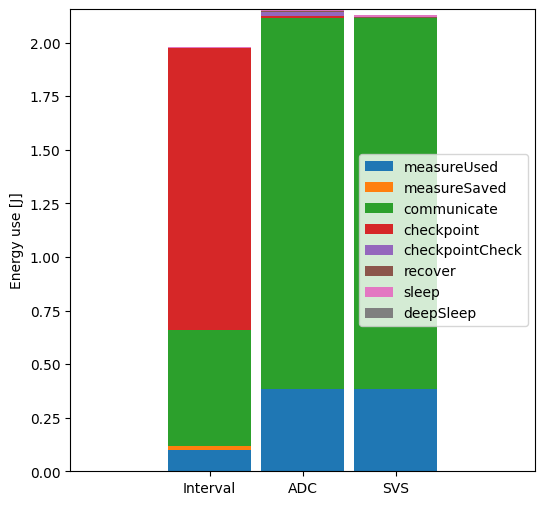 Energy use [J]
2.00
1.75
1.50
1.25
1.00
0.75
0.50
0.25
0.00
Interval
ADC
SVS
measureUsed
measureSaved
communicate
checkpoint
checkpointCheck
recover
sleep
deepSleep